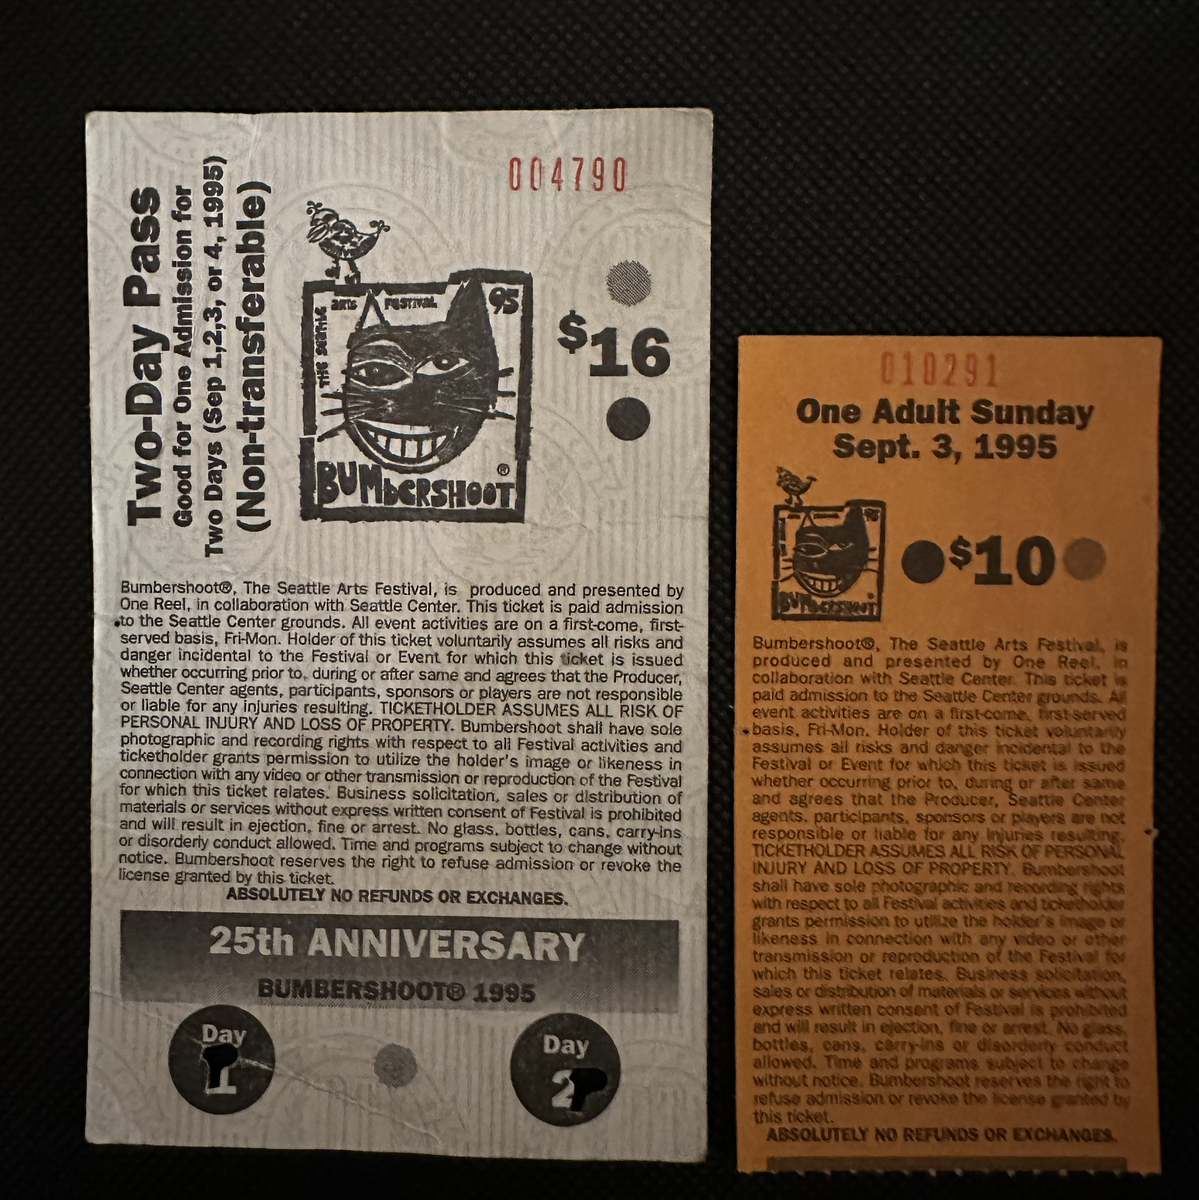 004790
Two-Day Pass
Good for One Admission for
Two Days (Sep 1,2,3, or 4, 1995)
(Non-transferable)
THE SEATTLE ARTS FESTIVAL 95
BUMbERSHOOT®
$16
Bumbershoot®, The Seattle Arts Festival, is produced and presented by
One Reel, in collaboration with Seattle Center. This ticket is paid admission
to the Seattle Center grounds. All event activities are on a first-come, first-
served basis, Fri-Mon. Holder of this ticket voluntarily assumes all risks and
danger incidental to the Festival or Event for which this ticket is issued
whether occurring prior to, during or after same and agrees that the Producer,
Seattle Center agents, participants, sponsors or players are not responsible
or liable for any injuries resulting. TICKETHOLDER ASSUMES ALL RISK OF
PERSONAL INJURY AND LOSS OF PROPERTY. Bumbershoot shall have sole
photographic and recording rights with respect to all Festival activities and
ticketholder grants permission to utilize the holder's image or likeness in
connection with any video or other transmission or reproduction of the Festival
for which this ticket relates. Business solicitation, sales or distribution of
materials or services without express written consent of Festival is prohibited
and will result in ejection, fine or arrest. No glass, bottles, cans, carry-ins
or disorderly conduct allowed. Time and programs subject to change without
notice. Bumbershoot reserves the right to refuse admission or revoke the
license granted by this ticket.
ABSOLUTELY NO REFUNDS OR EXCHANGES.
25th ANNIVERSARY
BUMBERSHOOT® 1995
Day
1
Day
2
010291
One Adult Sunday
Sept. 3, 1995
95
BUMbERSHOOT
$10
Bumbershoot®, The Seattle Arts Festival, is
produced and presented by One Reel, in
collaboration with Seattle Center. This ticket is
paid admission to the Seattle Center grounds. All
event activities are on a first-come, first-served
basis, Fri-Mon. Holder of this ticket voluntarily
assumes all risks and danger incidental to the
Festival or Event for which this ticket is issued
whether occurring prior to, during or after same
and agrees that the Producer, Seattle Center
agents, participants, sponsors or players are not
responsible or liable for any injuries resulting.
TICKETHOLDER ASSUMES ALL RISK OF PERSONAL
INJURY AND LOSS OF PROPERTY. Bumbershoot
shall have sole photographic and recording rights
with respect to all Festival activities and ticketholder
grants permission to utilize the holder's image or
likeness in connection with any video or other
transmission or reproduction of the Festival for
which this ticket relates. Business solicitation,
sales or distribution of materials or services without
express written consent of Festival is prohibited
and will result in ejection, fine or arrest. No glass,
bottles, cans, carry-ins or disorderly conduct
allowed. Time and programs subject to change
without notice. Bumbershoot reserves the right to
refuse admission or revoke the license granted by
this ticket.
ABSOLUTELY NO REFUNDS OR EXCHANGES.